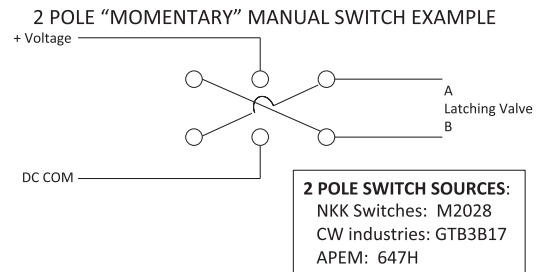 2 POLE “MOMENTARY” MANUAL SWITCH EXAMPLE
+ Voltage
A
Latching Valve
B
DC COM
2 POLE SWITCH SOURCES:
NKK Switches: M2028
CW industries: GTB3B17
APEM: 647H